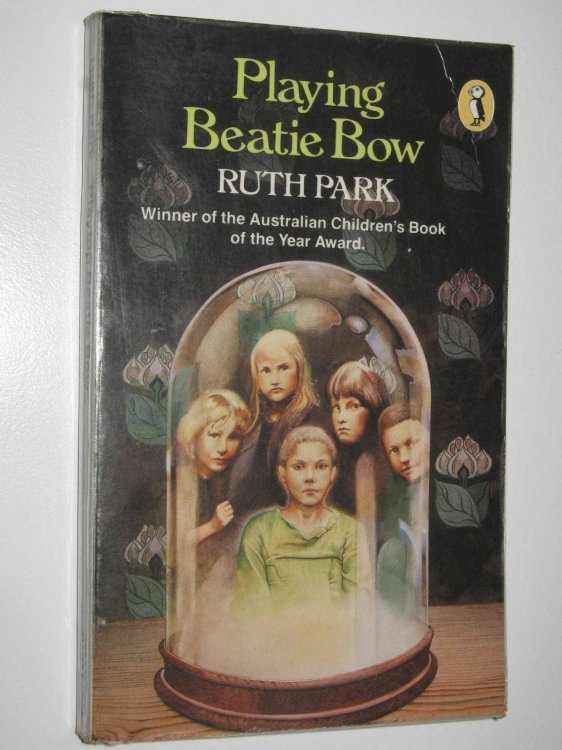 Playing
Beatie Bow
RUTH PARK
Winner of the Australian Children's Book
of the Year Award.